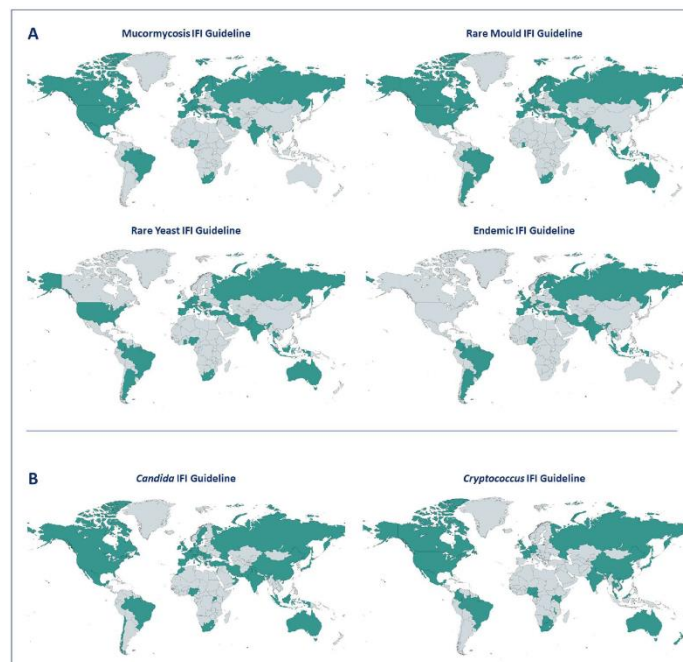 A
Mucormycosis IFI Guideline
Rare Mould IFI Guideline
Rare Yeast IFI Guideline
Endemic IFI Guideline
B
Candida IFI Guideline
Cryptococcus IFI Guideline